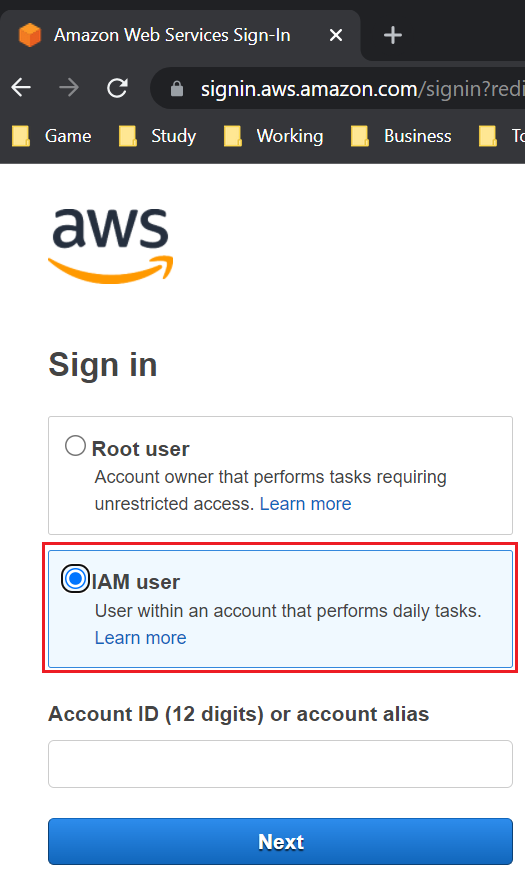 Amazon Web Services Sign-In
signin.aws.amazon.com/signin?redi
Game Study Working Business To
aws
Sign in
Root user
Account owner that performs tasks requiring
unrestricted access. Learn more
IAM user
User within an account that performs daily tasks.
Learn more
Account ID (12 digits) or account alias
Next